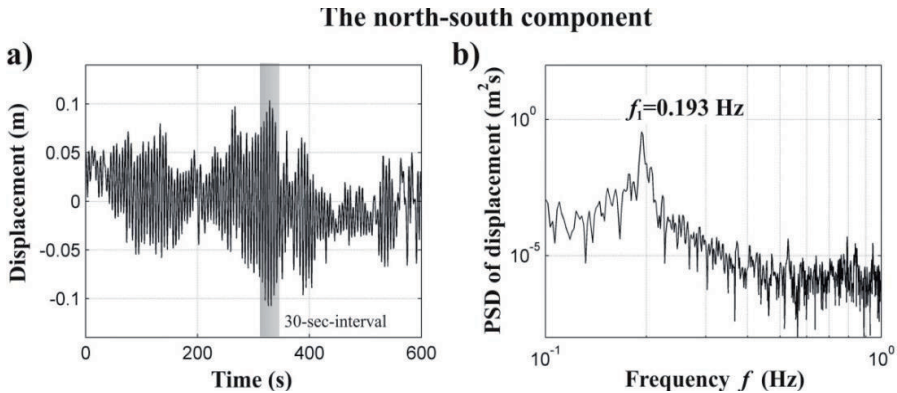 The north-south component
a)
Displacement (m)
0.1
0.05
0
-0.05
-0.1
30-sec-interval
0 200 400 600
Time (s)
b)
PSD of displacement (m²s)
f₁=0.193 Hz
10⁰
10⁻⁵
10⁻¹ 10⁰
Frequency f (Hz)